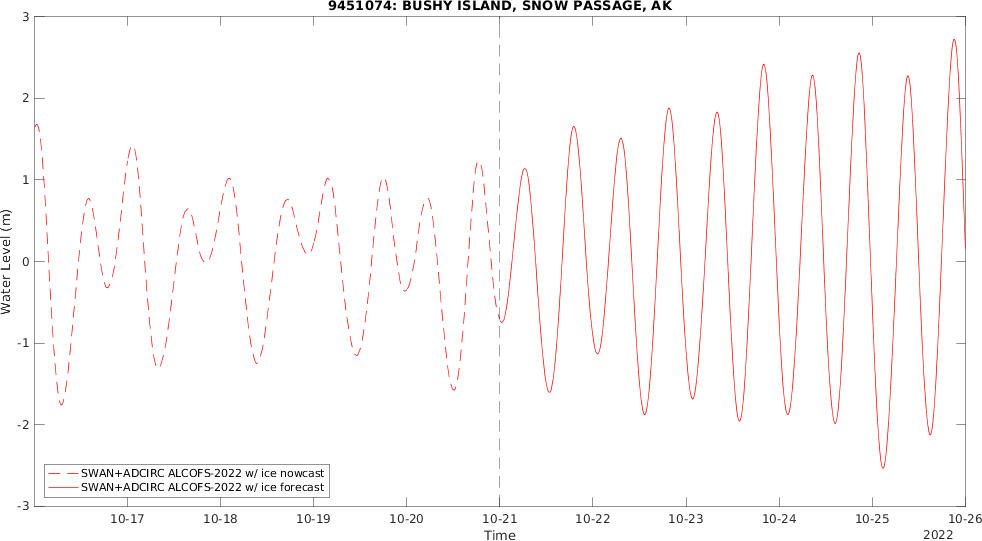 9451074: BUSHY ISLAND, SNOW PASSAGE, AK
3
2
1
0
-1
-2
-3
Water Level (m)
SWAN+ADCIRC ALCOFS-2022 w/ ice nowcast
SWAN+ADCIRC ALCOFS-2022 w/ ice forecast
10-17 10-18 10-19 10-20 10-21 10-22 10-23 10-24 10-25 10-26
Time
2022